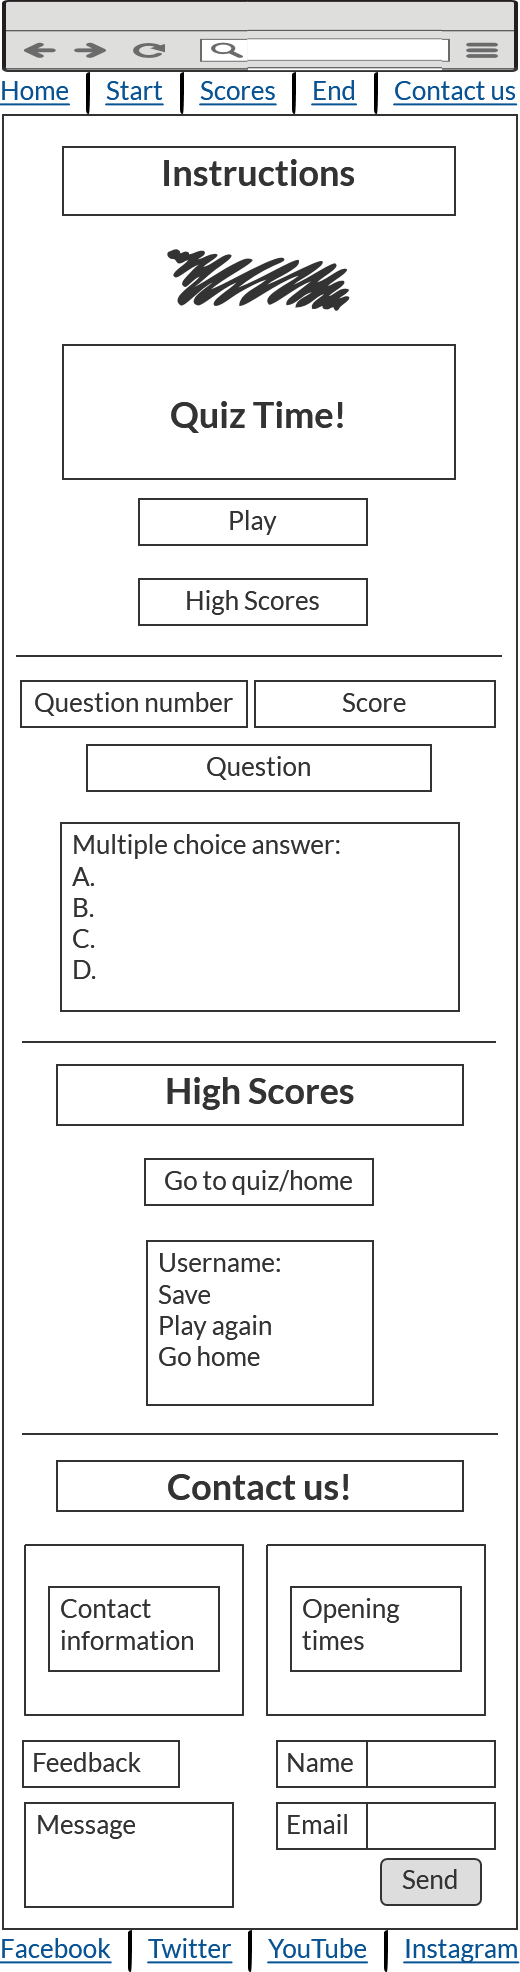 Home Start Scores End Contact us
Instructions
Quiz Time!
Play
High Scores
Question number Score
Question
Multiple choice answer:
A.
B.
C.
D.
High Scores
Go to quiz/home
Username:
Save
Play again
Go home
Contact us!
Contact
information
Opening
times
Feedback
Name
Message
Email
Send
Facebook Twitter YouTube Instagram